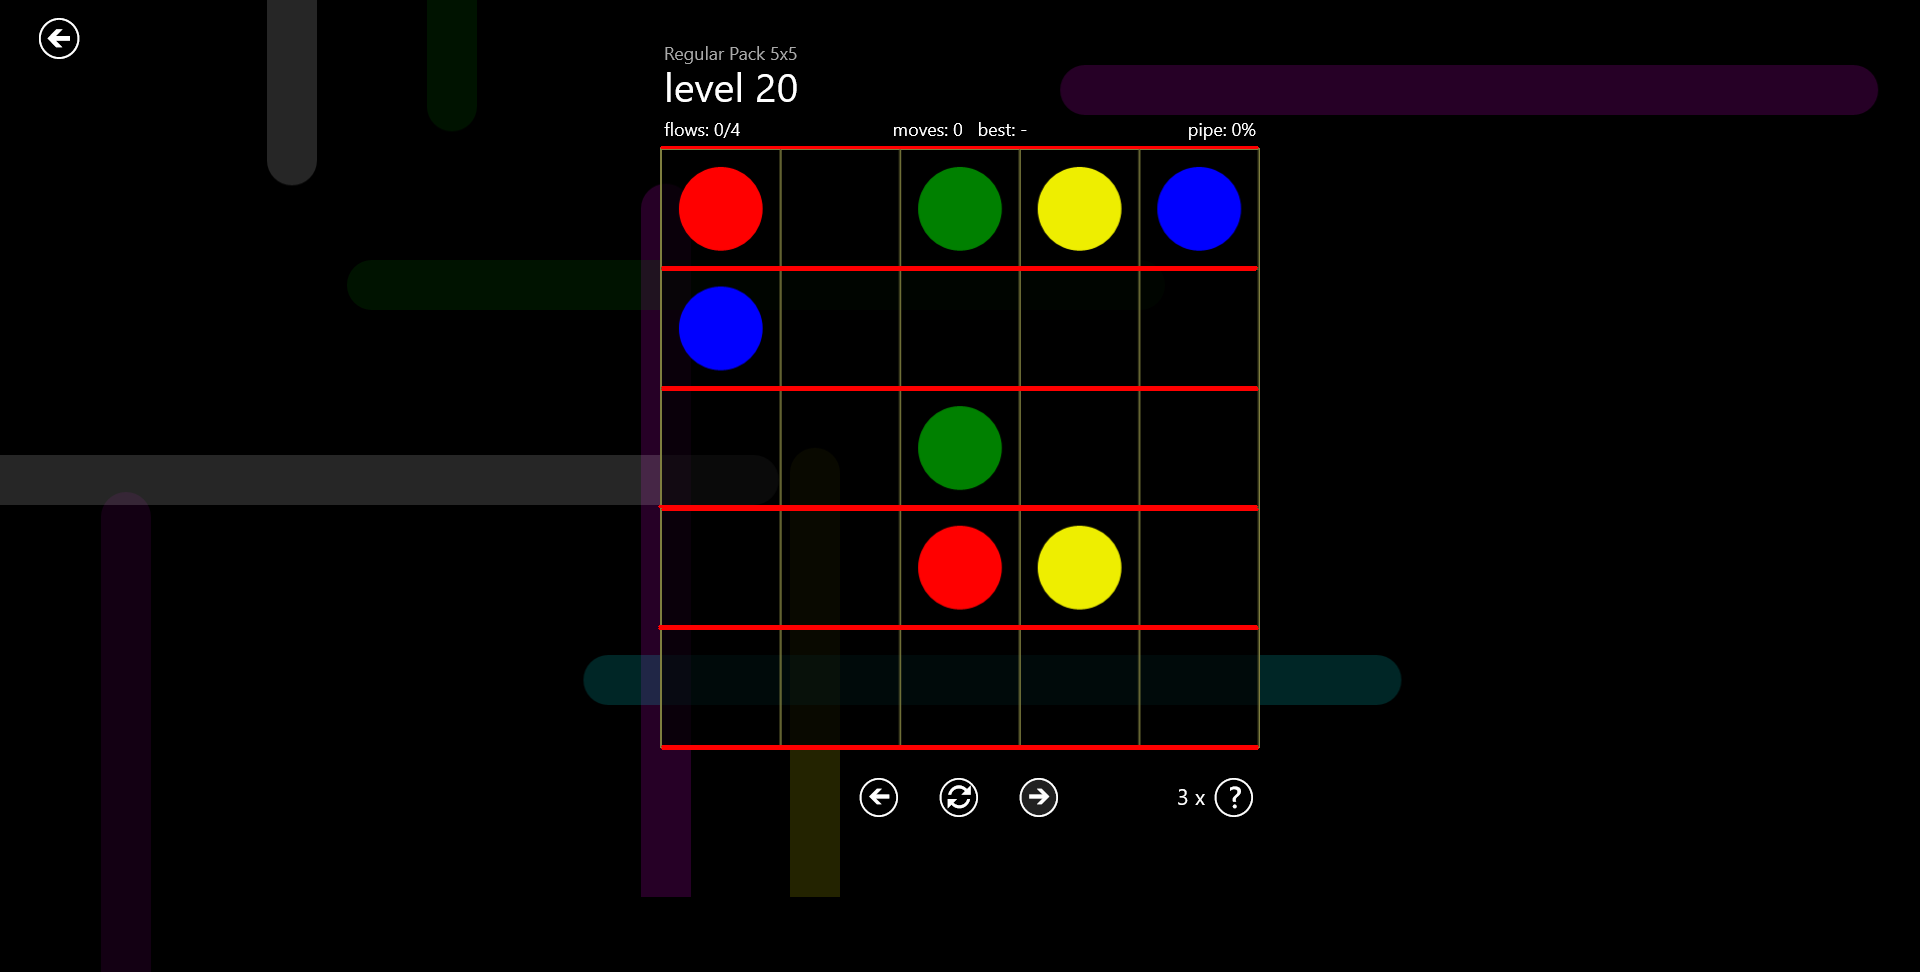 Regular Pack 5x5
level 20
flows: 0/4 moves: 0 best: - pipe: 0%
3 x ?